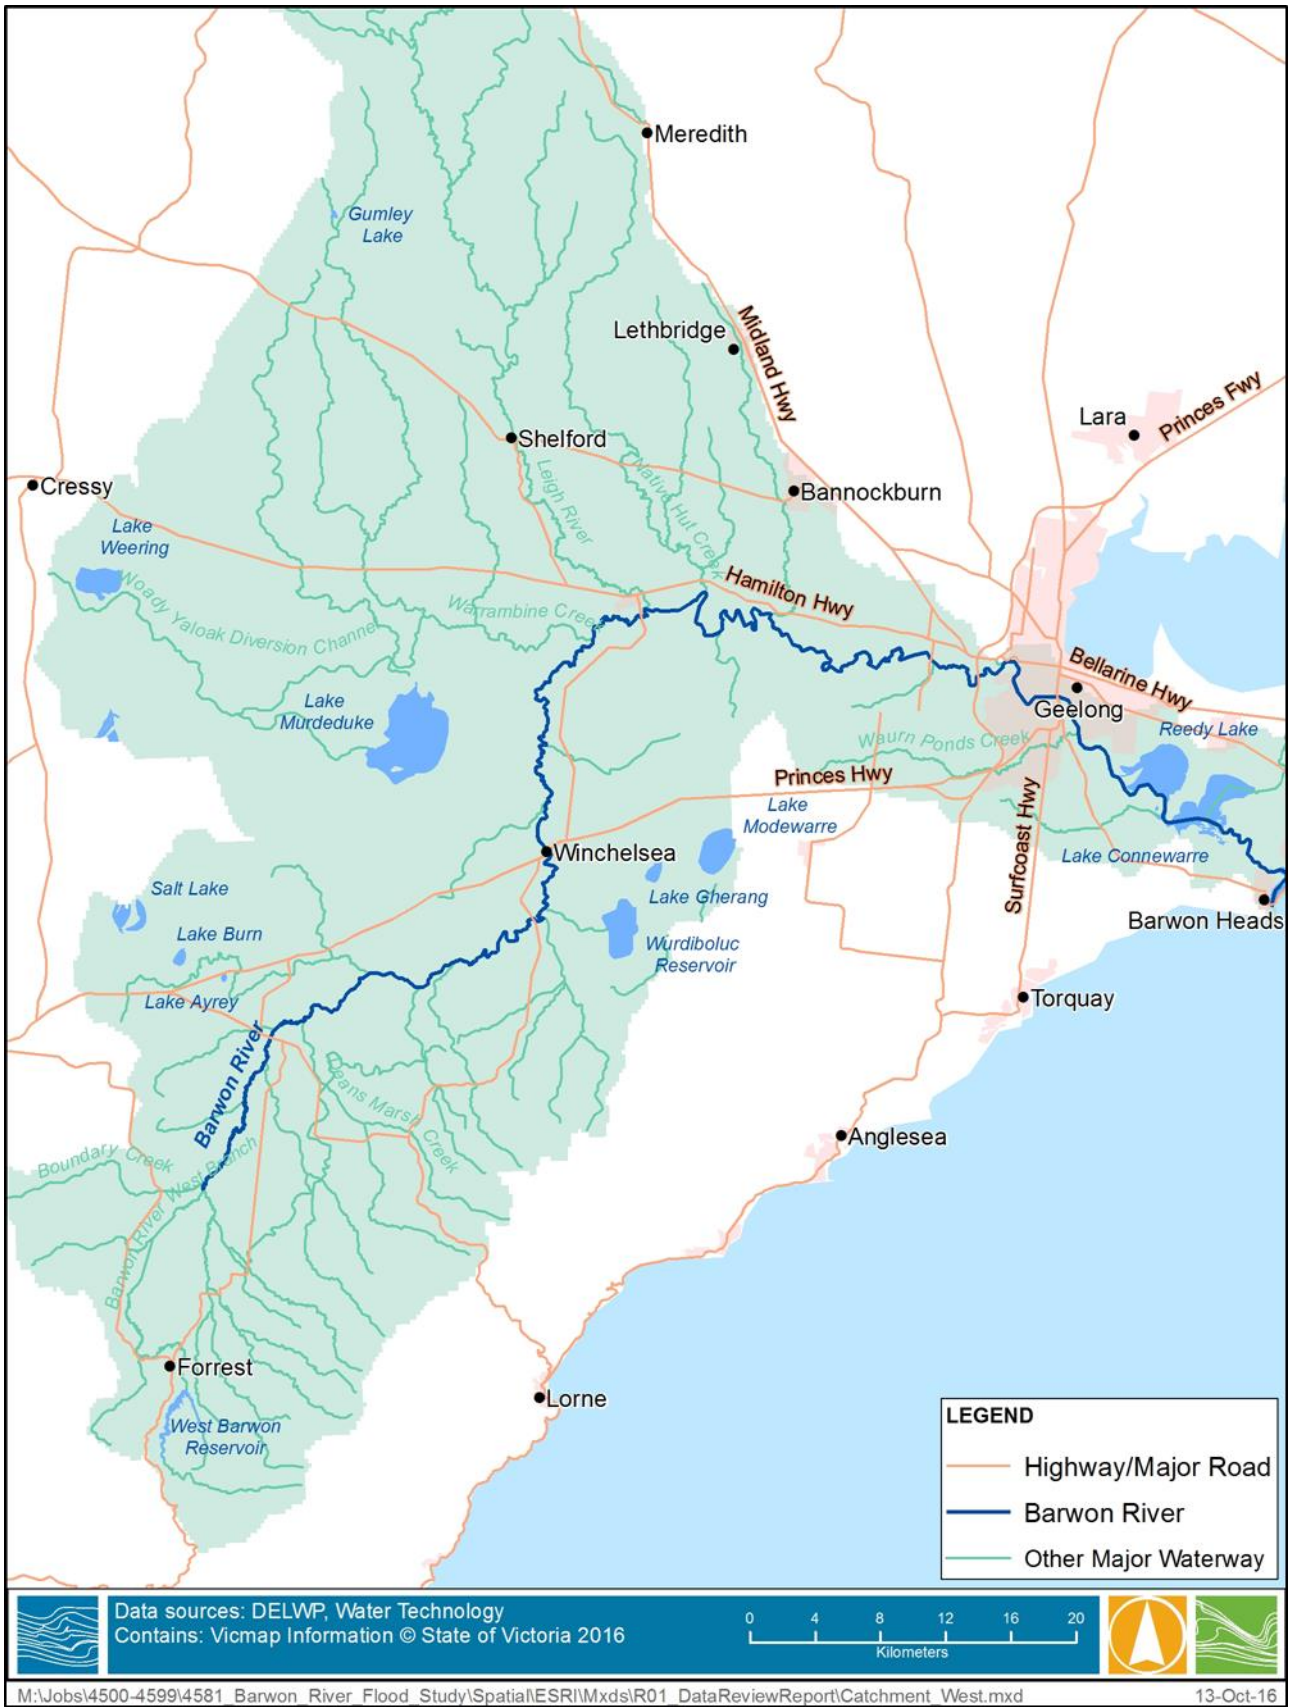 Meredith
Gumley
Lake
Lethbridge
Midland Hwy
Lara
Princes Fwy
Shelford
Cressy
Leigh River
Native Hut Creek
Bannockburn
Lake
Weering
Woady Yaloak Diversion Channel
Warrambine Creek
Hamilton Hwy
Lake
Murdeduke
Bellarine Hwy
Geelong
Reedy Lake
Waurn Ponds Creek
Princes Hwy
Lake
Modewarre
Surfcoast Hwy
Winchelsea
Lake Connewarre
Salt Lake
Lake Gherang
Barwon Heads
Lake Burn
Wurdiboluc
Reservoir
Lake Ayrey
Torquay
Barwon River
Deans Marsh Creek
Anglesea
Boundary Creek
Barwon River West Branch
Forrest
Lorne
West Barwon
Reservoir
LEGEND
Highway/Major Road
Barwon River
Other Major Waterway
Data sources: DELWP, Water Technology
Contains: Vicmap Information © State of Victoria 2016
0 4 8 12 16 20
Kilometers
M:\Jobs\4500-4599\4581_Barwon_River_Flood_Study\Spatial\ESRI\Mxds\R01_DataReviewReport\Catchment_West.mxd
13-Oct-16